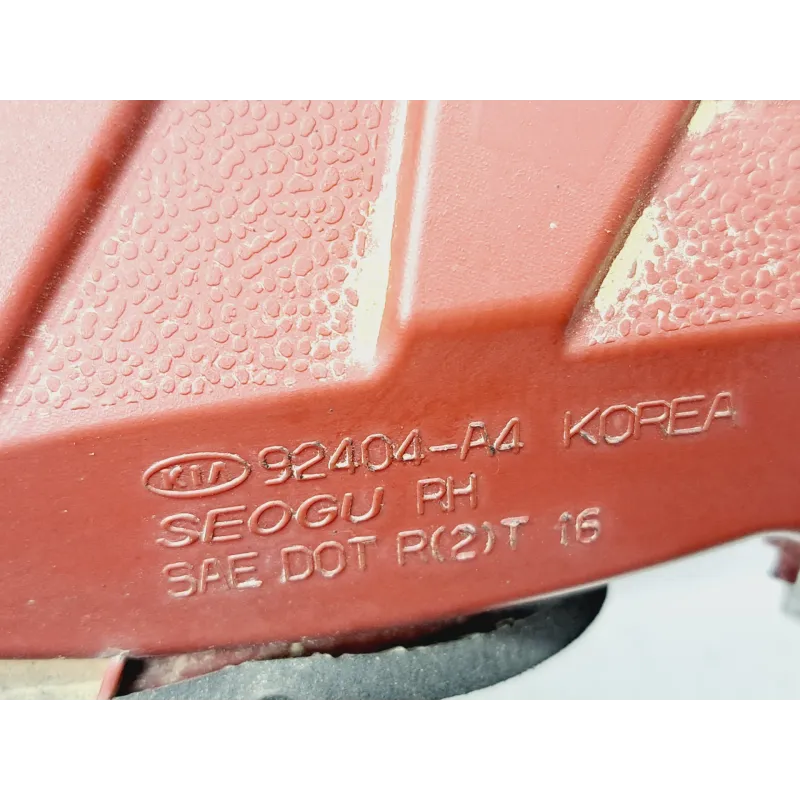 KIA 92404-A4 KOREA
SEOGU RH
SAE DOT R(2)T 16